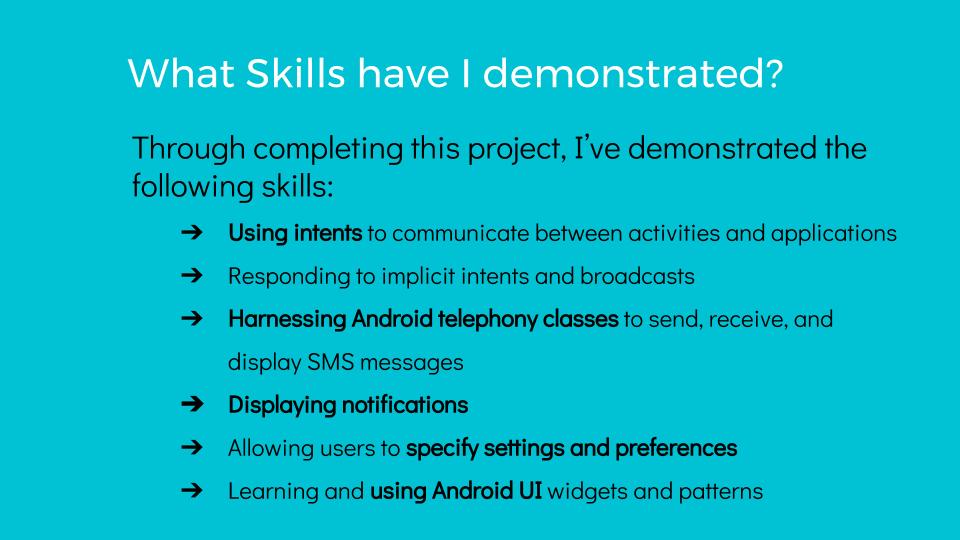 What Skills have I demonstrated?
Through completing this project, I’ve demonstrated the
following skills:
➔ Using intents to communicate between activities and applications
➔ Responding to implicit intents and broadcasts
➔ Harnessing Android telephony classes to send, receive, and
display SMS messages
➔ Displaying notifications
➔ Allowing users to specify settings and preferences
➔ Learning and using Android UI widgets and patterns